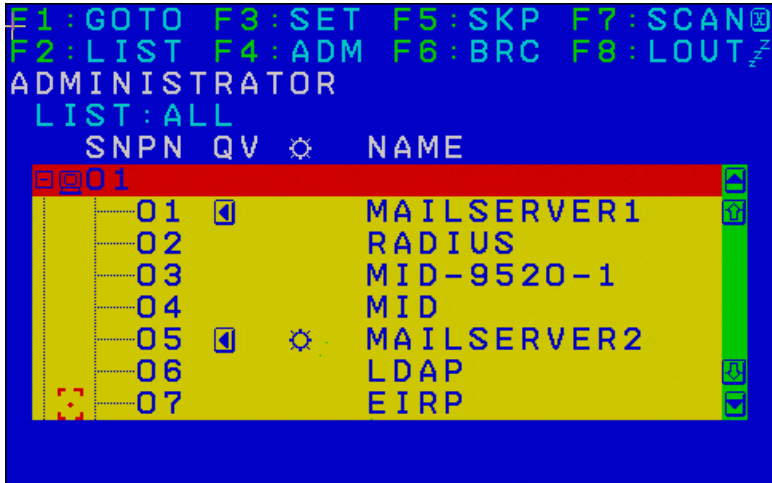 F1:GOTO F3:SET F5:SKP F7:SCAN
F2:LIST F4:ADM F6:BRC F8:LOUT zZ
ADMINISTRATOR
LIST:ALL
SNPN QV NAME
01
01 MAILSERVER1
02 RADIUS
03 MID-9520-1
04 MID
05 MAILSERVER2
06 LDAP
07 EIRP